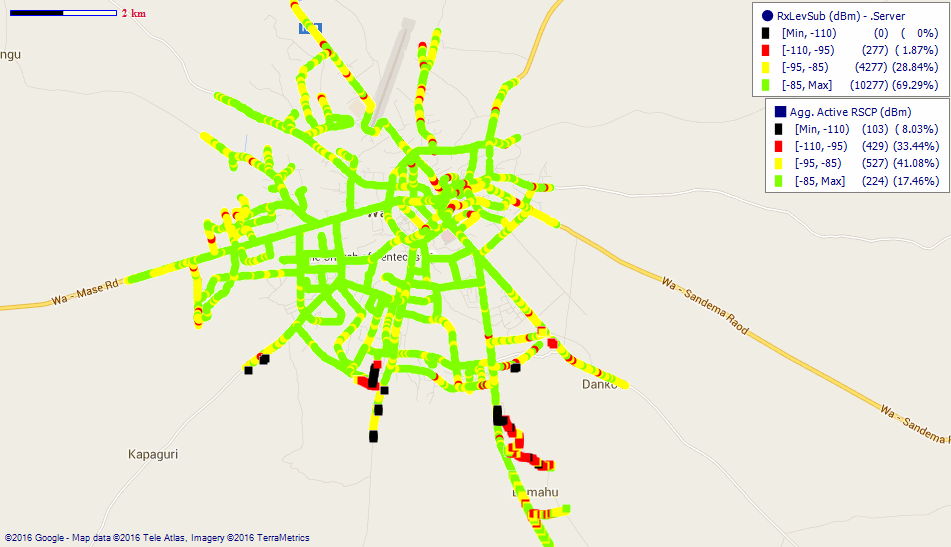 2 km
RxLevSub (dBm) - .Server
[Min, -110) (0) ( 0%)
[-110, -95) (277) ( 1.87%)
[-95, -85) (4277) (28.84%)
[-85, Max] (10277) (69.29%)
Agg. Active RSCP (dBm)
[Min, -110) (103) ( 8.03%)
[-110, -95) (429) (33.44%)
[-95, -85) (527) (41.08%)
[-85, Max] (224) (17.46%)
ngu
Wa
Wa - Mase Rd
Wa - Sandema Raod
Danko
Wa - Sandema R
Kapaguri
mahu
©2016 Google - Map data ©2016 Tele Atlas, Imagery ©2016 TerraMetrics